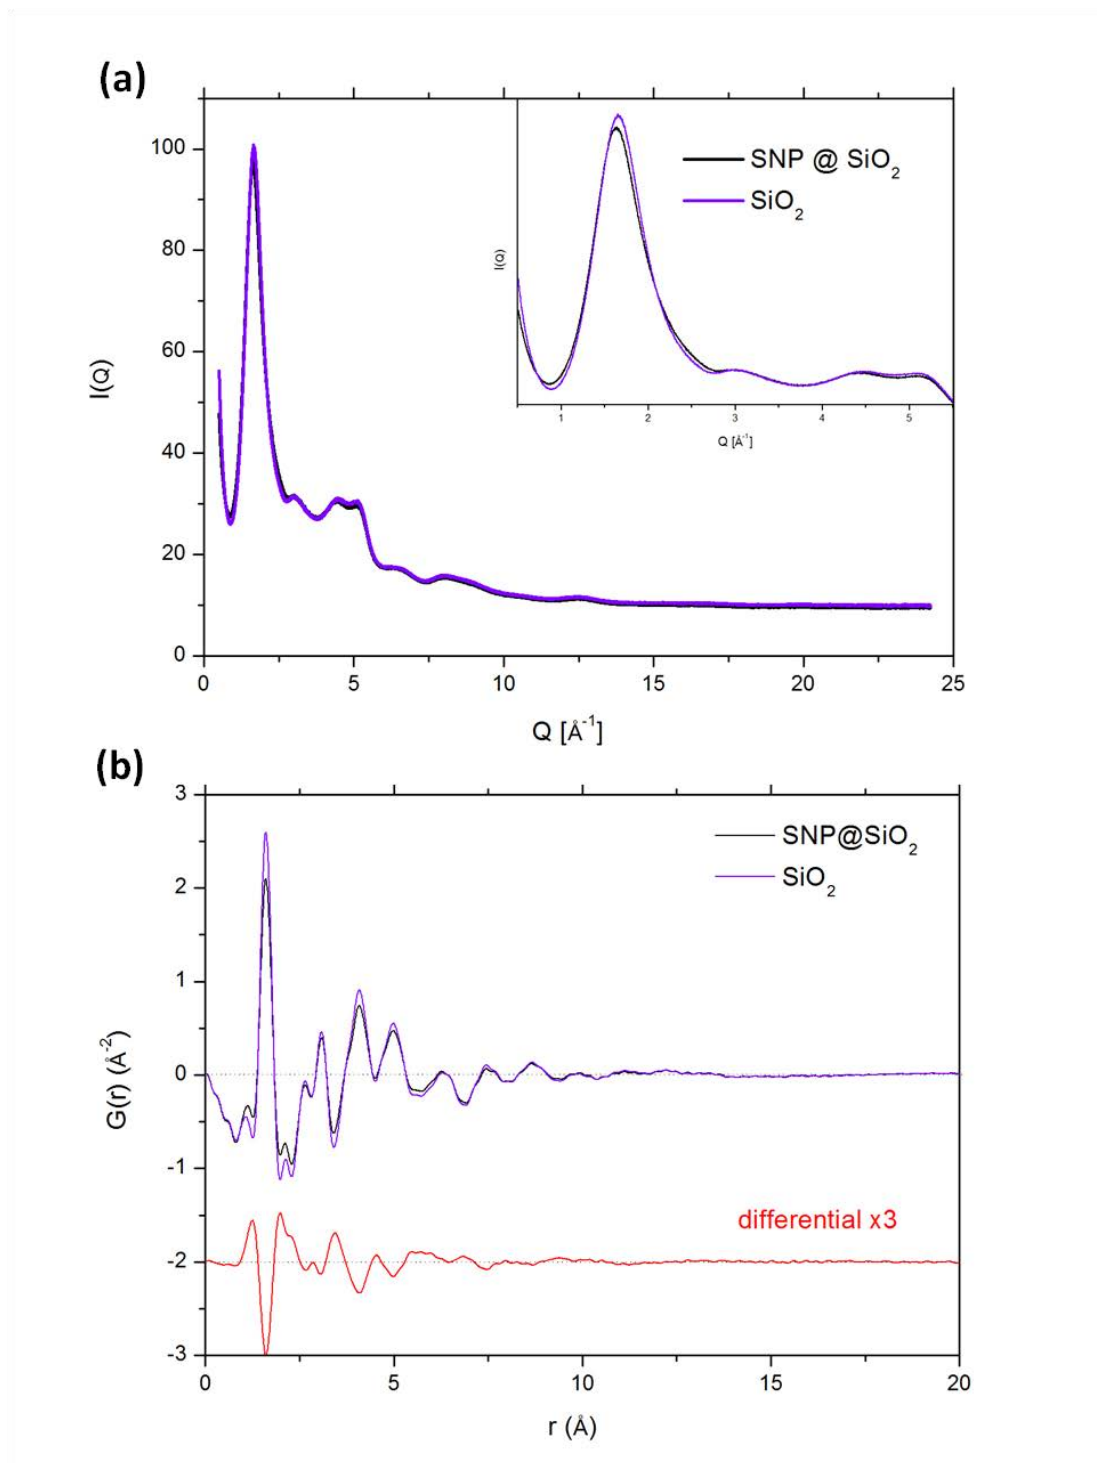 (a)
100
80
60
40
20
0
I(Q)
0 5 10 15 20 25
Q [Å⁻¹]
SNP @ SiO₂
SiO₂
I(Q)
1 2 3 4 5
Q [Å⁻¹]
(b)
3
2
1
0
-1
-2
-3
G(r) (Å⁻²)
SNP@SiO₂
SiO₂
differential x3
0 5 10 15 20
r (Å)